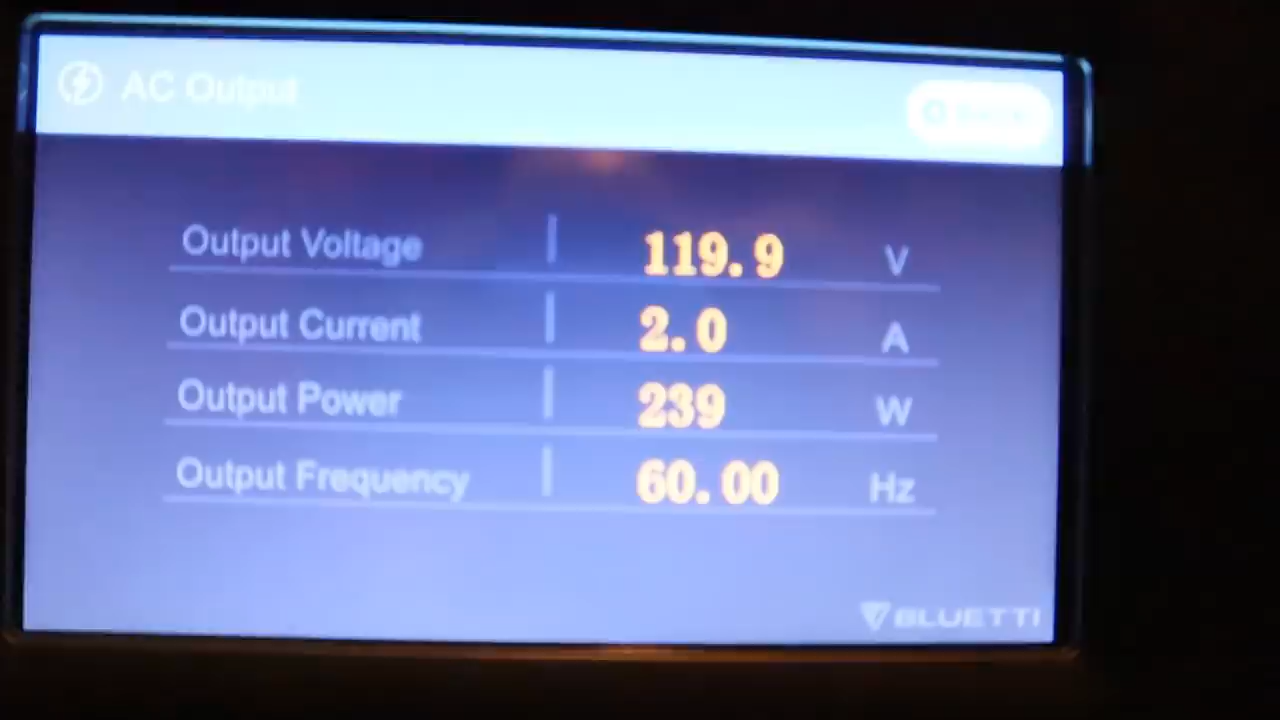 AC Output
Output Voltage | 119.9 V
Output Current | 2.0 A
Output Power | 239 W
Output Frequency | 60.00 Hz
BLUETTI